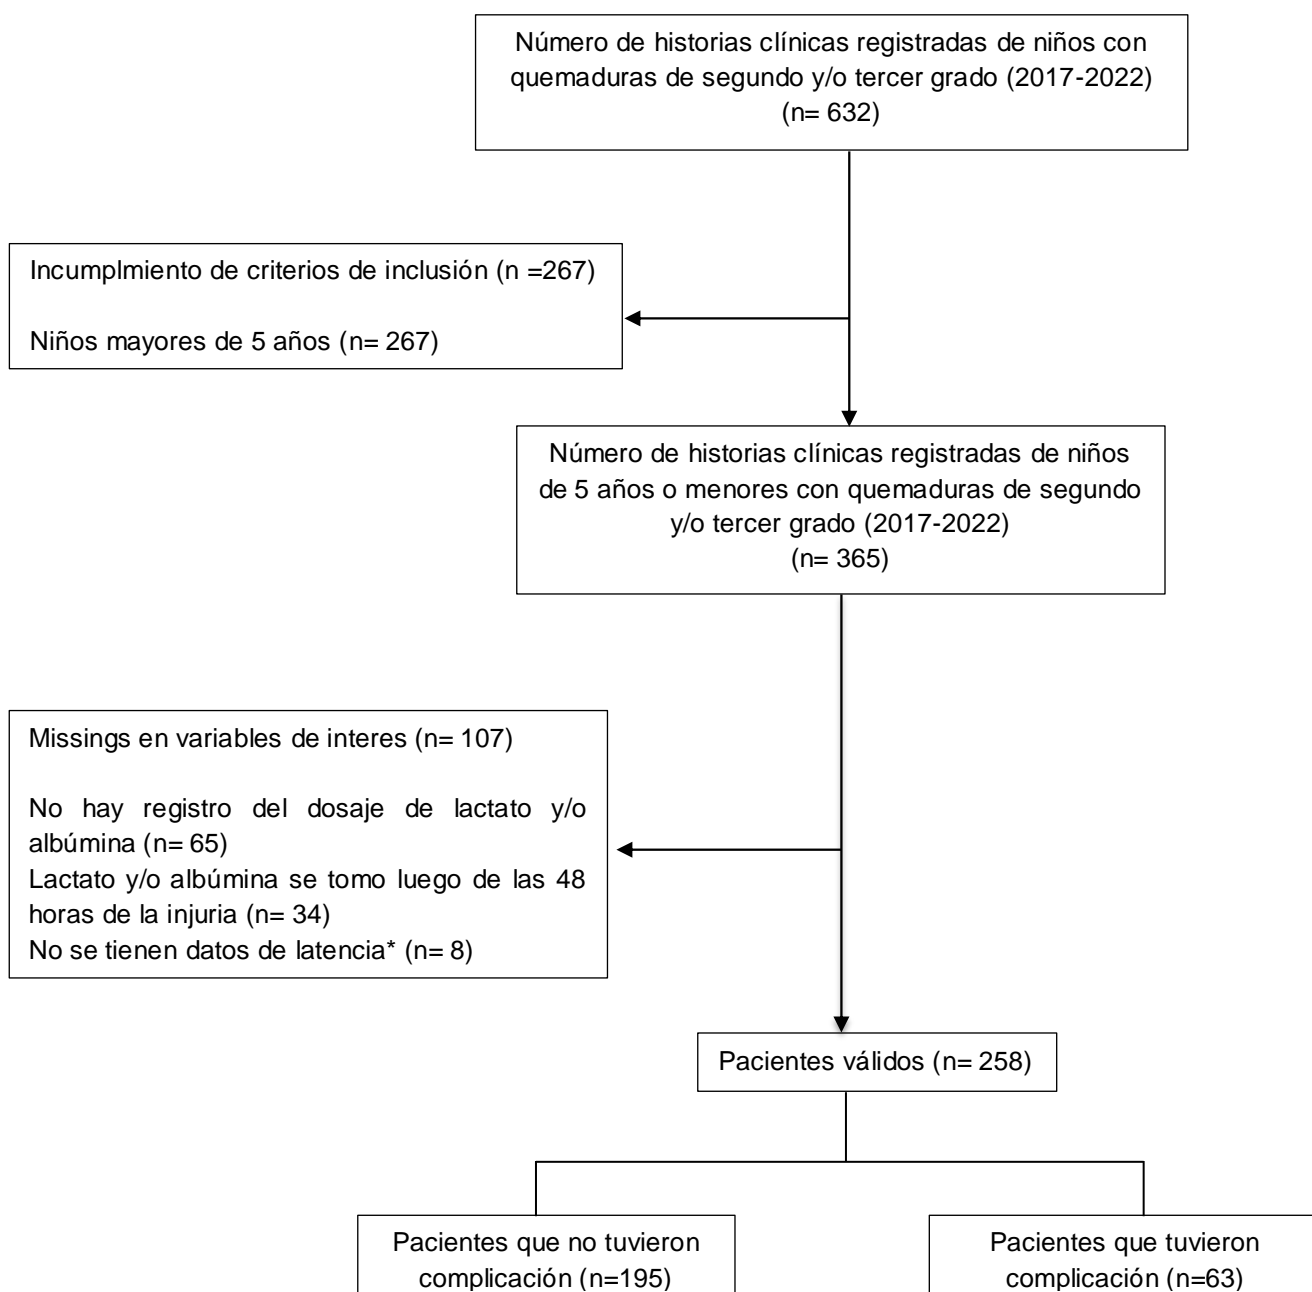 Número de historias clínicas registradas de niños con
quemaduras de segundo y/o tercer grado (2017-2022)
(n= 632)
Incumplmiento de criterios de inclusión (n =267)
Niños mayores de 5 años (n= 267)
Número de historias clínicas registradas de niños
de 5 años o menores con quemaduras de segundo
y/o tercer grado (2017-2022)
(n= 365)
Missings en variables de interes (n= 107)
No hay registro del dosaje de lactato y/o
albúmina (n= 65)
Lactato y/o albúmina se tomo luego de las 48
horas de la injuria (n= 34)
No se tienen datos de latencia* (n= 8)
Pacientes válidos (n= 258)
Pacientes que no tuvieron
complicación (n=195)
Pacientes que tuvieron
complicación (n=63)